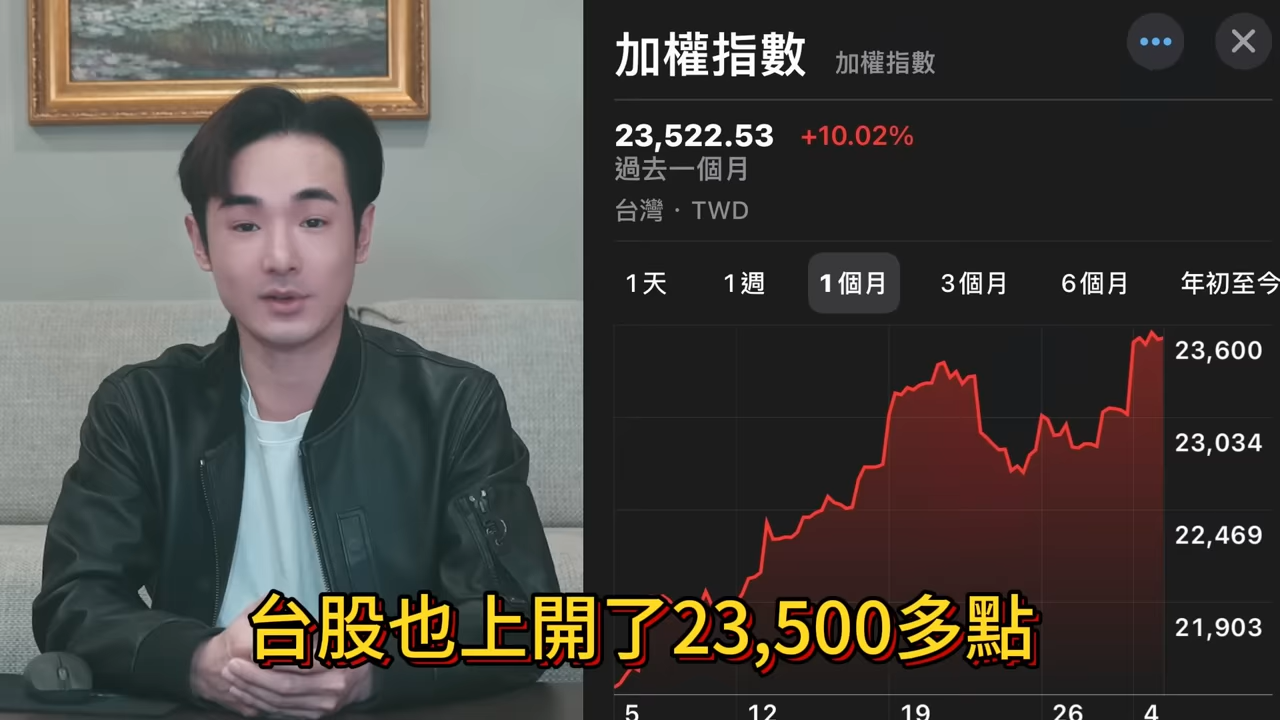 加權指數 加權指數
23,522.53 +10.02%
過去一個月
台灣 · TWD
1天 1週 1個月 3個月 6個月 年初至今
23,600
23,034
22,469
21,903
5 12 19 26 4
台股也上開了23,500多點